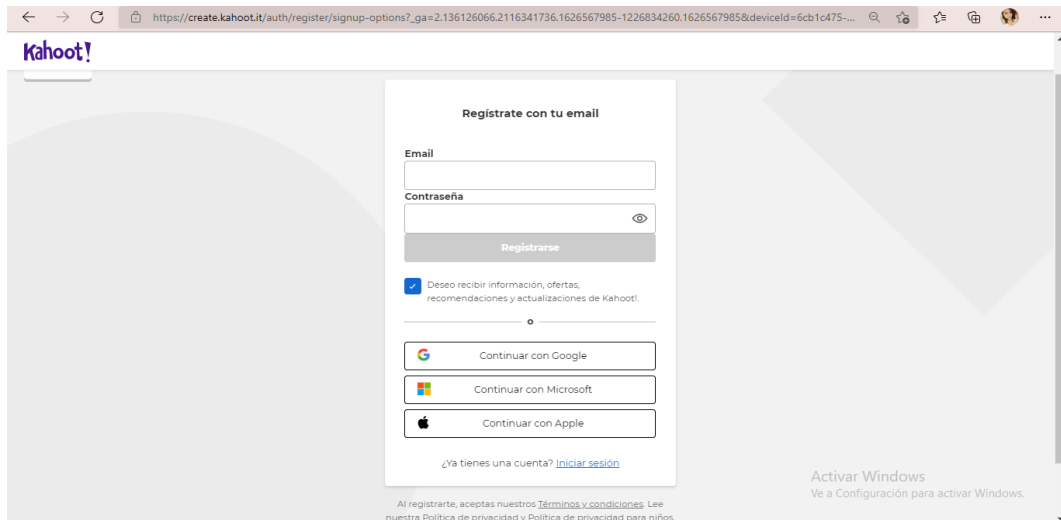 https://create.kahoot.it/auth/register/signup-options?_ga=2.136126066.2116341736.1626567985-1226834260.1626567985&deviceId=6cb1c475-...
Kahoot!
Regístrate con tu email
Email
Contraseña
Registrarse
Deseo recibir información, ofertas,
recomendaciones y actualizaciones de Kahoot!.
o
Continuar con Google
Continuar con Microsoft
Continuar con Apple
¿Ya tienes una cuenta? Iniciar sesión
Activar Windows
Ve a Configuración para activar Windows.
Al registrarte, aceptas nuestros Términos y condiciones. Lee
nuestra Política de privacidad y Política de privacidad para niños.